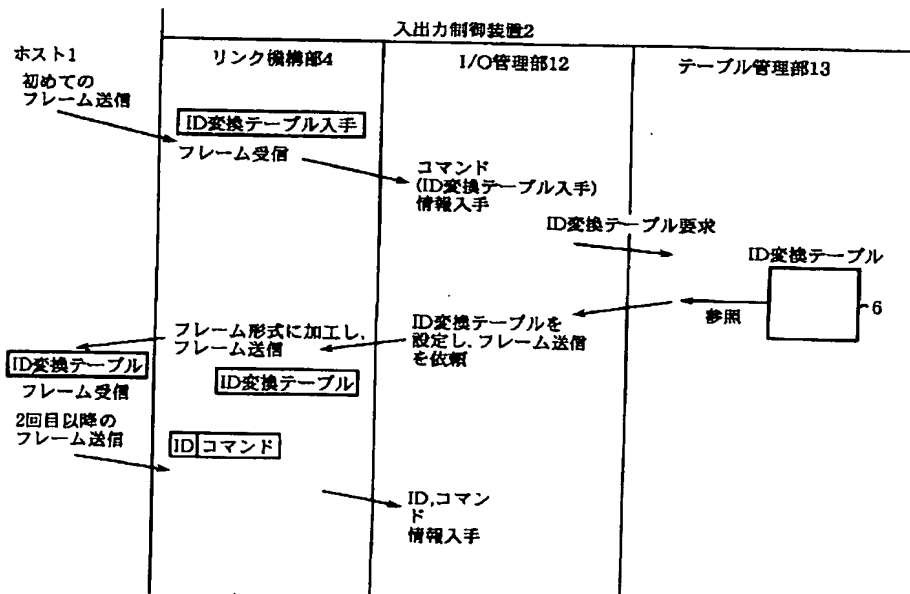 入出力制御装置2
ホスト1
リンク機構部4
I/O管理部12
テーブル管理部13
初めての
フレーム送信
ID変換テーブル入手
フレーム受信
コマンド
(ID変換テーブル入手)
情報入手
ID変換テーブル要求
ID変換テーブル
6
参照
ID変換テーブルを
設定し、フレーム送信
を依頼
フレーム形式に加工し、
フレーム送信
ID変換テーブル
ID変換テーブル
フレーム受信
2回目以降の
フレーム送信
ID コマンド
ID,コマン
ド
情報入手